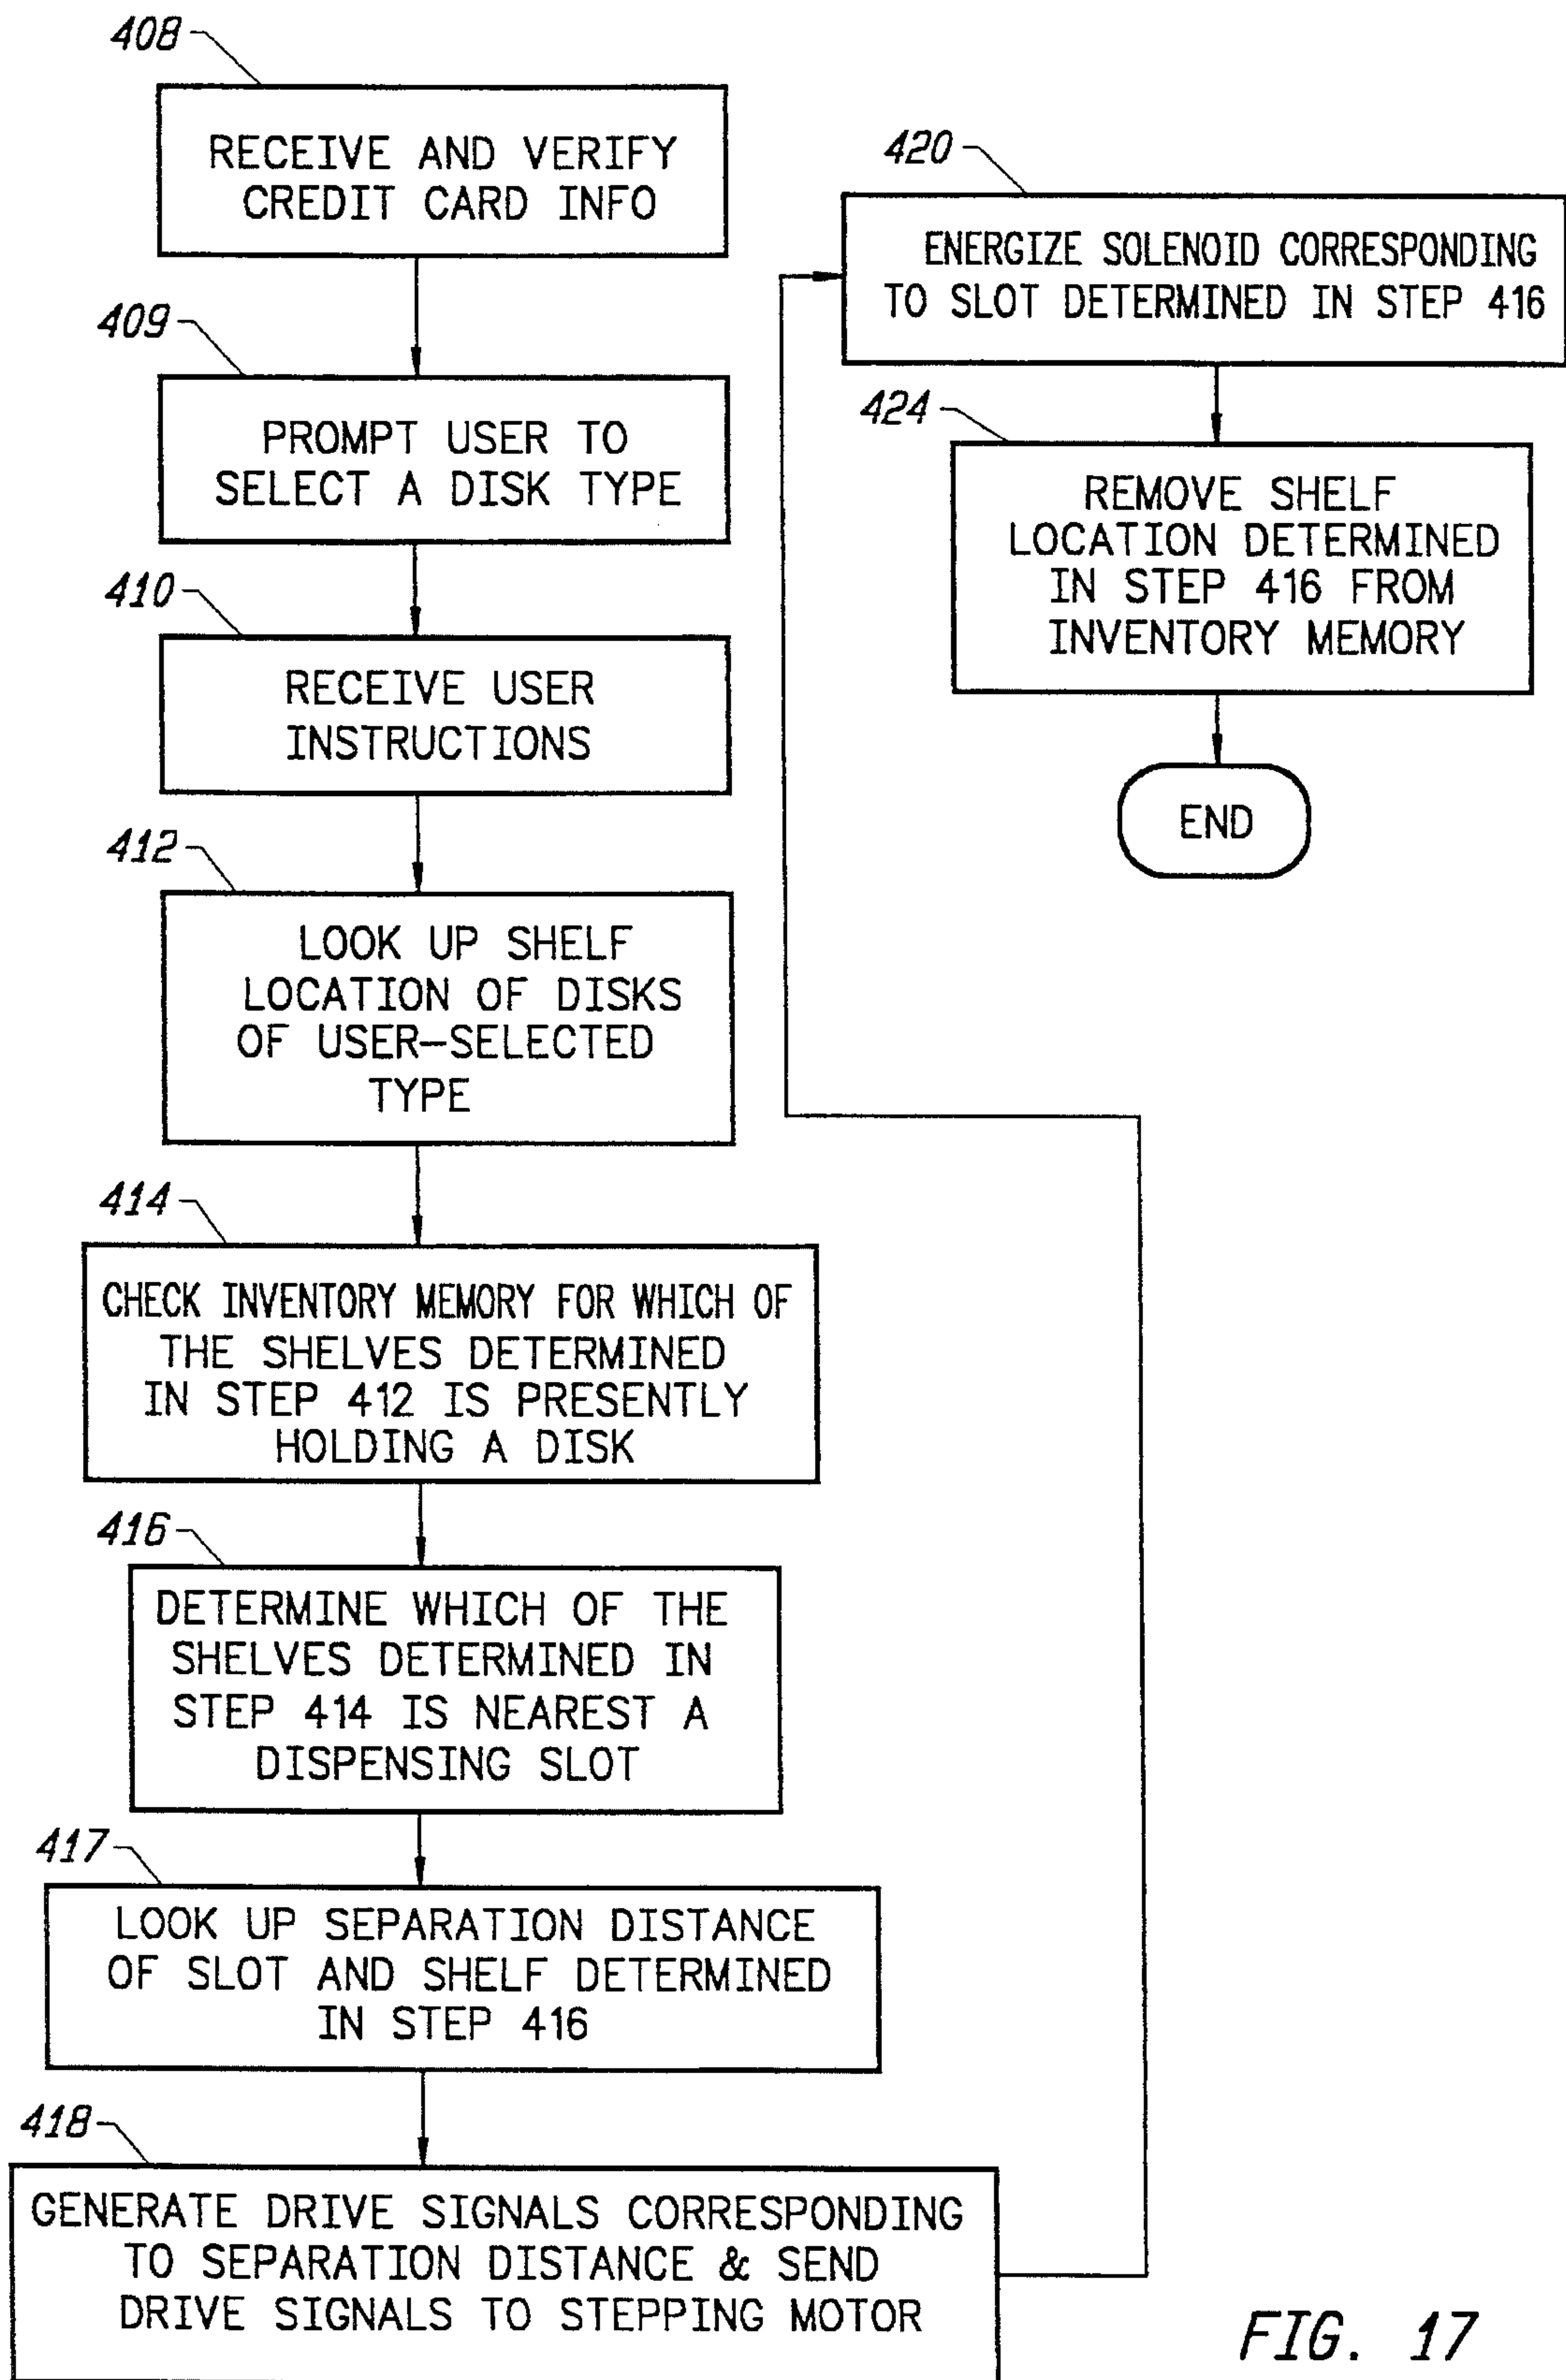 408
RECEIVE AND VERIFY
CREDIT CARD INFO
409
PROMPT USER TO
SELECT A DISK TYPE
410
RECEIVE USER
INSTRUCTIONS
412
LOOK UP SHELF
LOCATION OF DISKS
OF USER-SELECTED
TYPE
414
CHECK INVENTORY MEMORY FOR WHICH OF
THE SHELVES DETERMINED
IN STEP 412 IS PRESENTLY
HOLDING A DISK
416
DETERMINE WHICH OF THE
SHELVES DETERMINED IN
STEP 414 IS NEAREST A
DISPENSING SLOT
417
LOOK UP SEPARATION DISTANCE
OF SLOT AND SHELF DETERMINED
IN STEP 416
418
GENERATE DRIVE SIGNALS CORRESPONDING
TO SEPARATION DISTANCE & SEND
DRIVE SIGNALS TO STEPPING MOTOR
420
ENERGIZE SOLENOID CORRESPONDING
TO SLOT DETERMINED IN STEP 416
424
REMOVE SHELF
LOCATION DETERMINED
IN STEP 416 FROM
INVENTORY MEMORY
END
FIG. 17